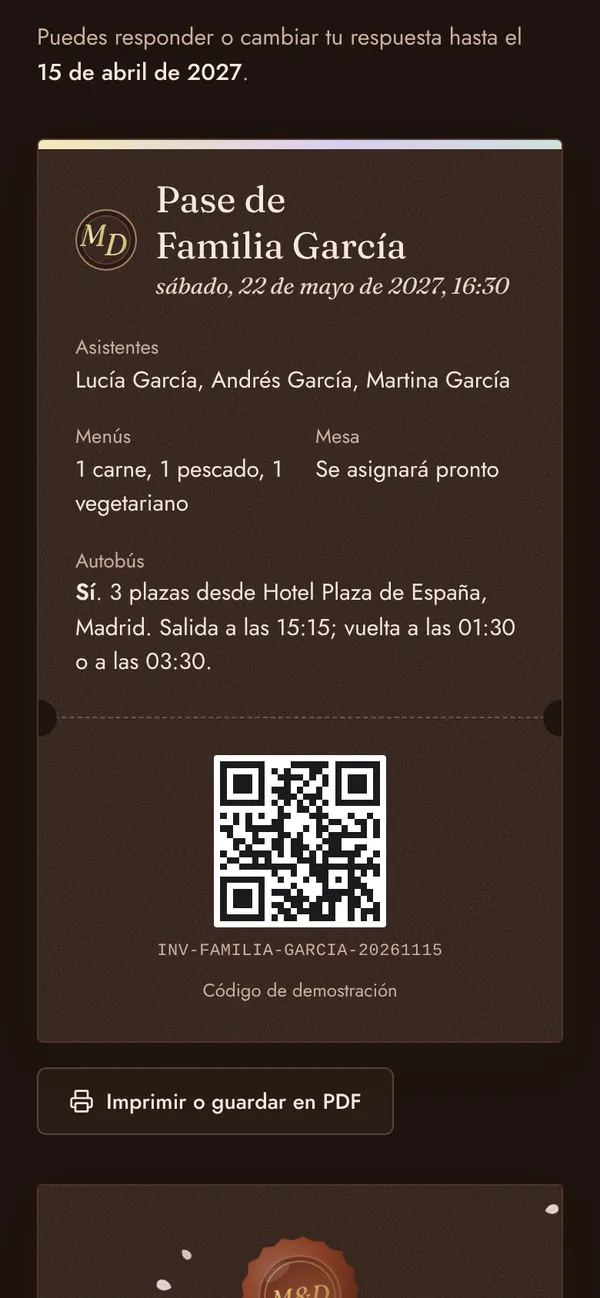 Puedes responder o cambiar tu respuesta hasta el
15 de abril de 2027.
Pase de
MD
Familia García
sábado, 22 de mayo de 2027, 16:30
Asistentes
Lucía García, Andrés García, Martina García
Menús
1 carne, 1 pescado, 1
vegetariano
Mesa
Se asignará pronto
Autobús
Sí. 3 plazas desde Hotel Plaza de España,
Madrid. Salida a las 15:15; vuelta a las 01:30
o a las 03:30.
INV-FAMILIA-GARCIA-20261115
Código de demostración
Imprimir o guardar en PDF
M&D